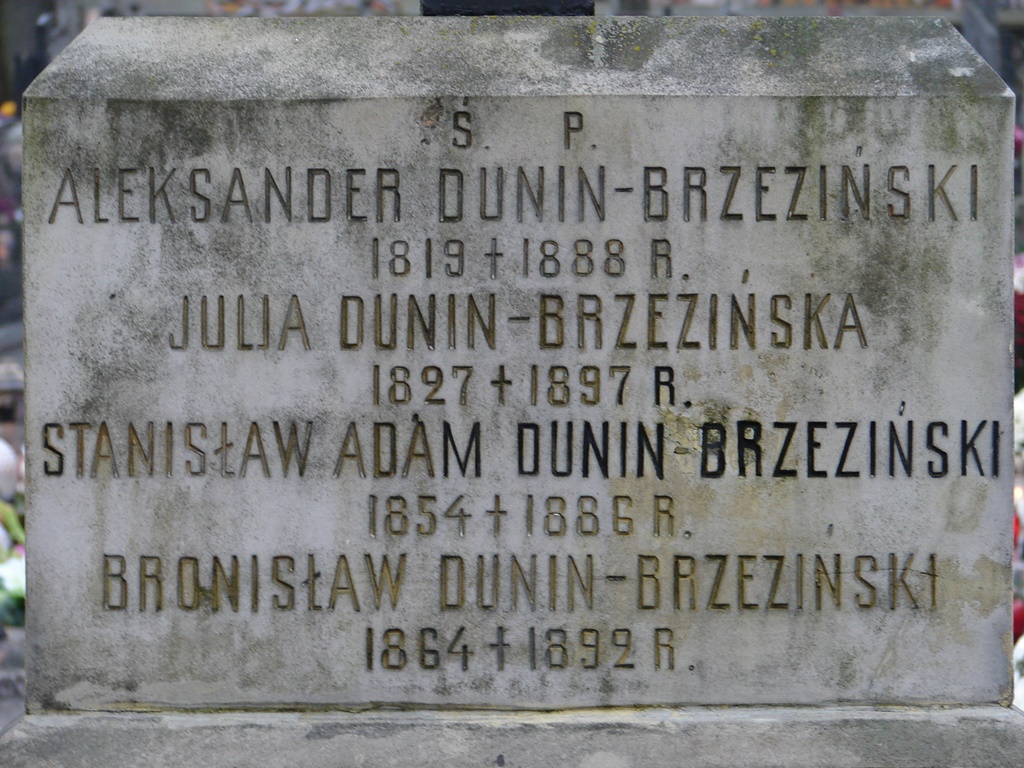 Ś. P.
ALEKSANDER DUNIN-BRZEZIŃSKI
1819 † 1888 R.
JULIA DUNIN-BRZEZIŃSKA
1827 † 1897 R.
STANISŁAW ADAM DUNIN BRZEZIŃSKI
1854 † 1886 R.
BRONISŁAW DUNIN-BRZEZIŃSKI
1864 † 1892 R.